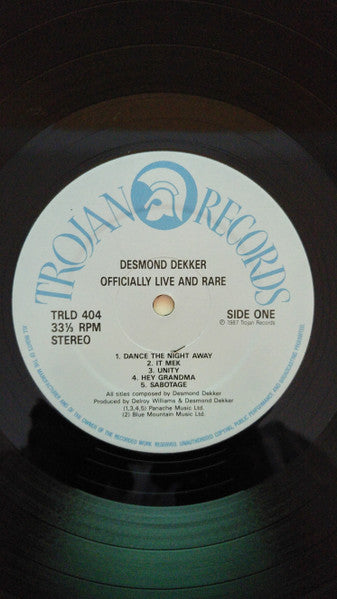 TROJAN RECORDS
DESMOND DEKKER
OFFICIALLY LIVE AND RARE
TRLD 404
33⅓ RPM
STEREO
SIDE ONE
℗ 1987 Trojan Records
1. DANCE THE NIGHT AWAY
2. IT MEK
3. UNITY
4. HEY GRANDMA
5. SABOTAGE
All titles composed by Desmond Dekker
Produced by Delroy Williams & Desmond Dekker
(1,3,4,5) Panache Music Ltd.
(2) Blue Mountain Music Ltd.
ALL RIGHTS OF THE MANUFACTURER AND OF THE OWNER OF THE RECORDED WORK RESERVED. UNAUTHORISED COPYING, PUBLIC PERFORMANCE AND BROADCASTING PROHIBITED.